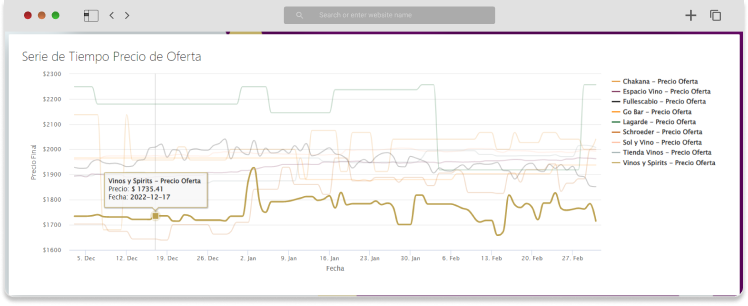 Search or enter website name
Serie de Tiempo Precio de Oferta
$2100
$2200
$2100
$2000
$1900
$1800
$1700
$1600
Precio Final
Vinos y Spirits - Precio Oferta
Precio: $ 1735.41
Fecha: 2022-12-17
5. Dec
12. Dec
19. Dec
26. Dec
2. Jan
9. Jan
16. Jan
23. Jan
30. Jan
6. Feb
13. Feb
20. Feb
27. Feb
Fecha
Chakana - Precio Oferta
Espacio Vino - Precio Oferta
Fullescabio - Precio Oferta
Go Bar - Precio Oferta
Lagarde - Precio Oferta
Schroeder - Precio Oferta
Sol y Vino - Precio Oferta
Tienda Vinos - Precio Oferta
Vinos y Spirits - Precio Oferta